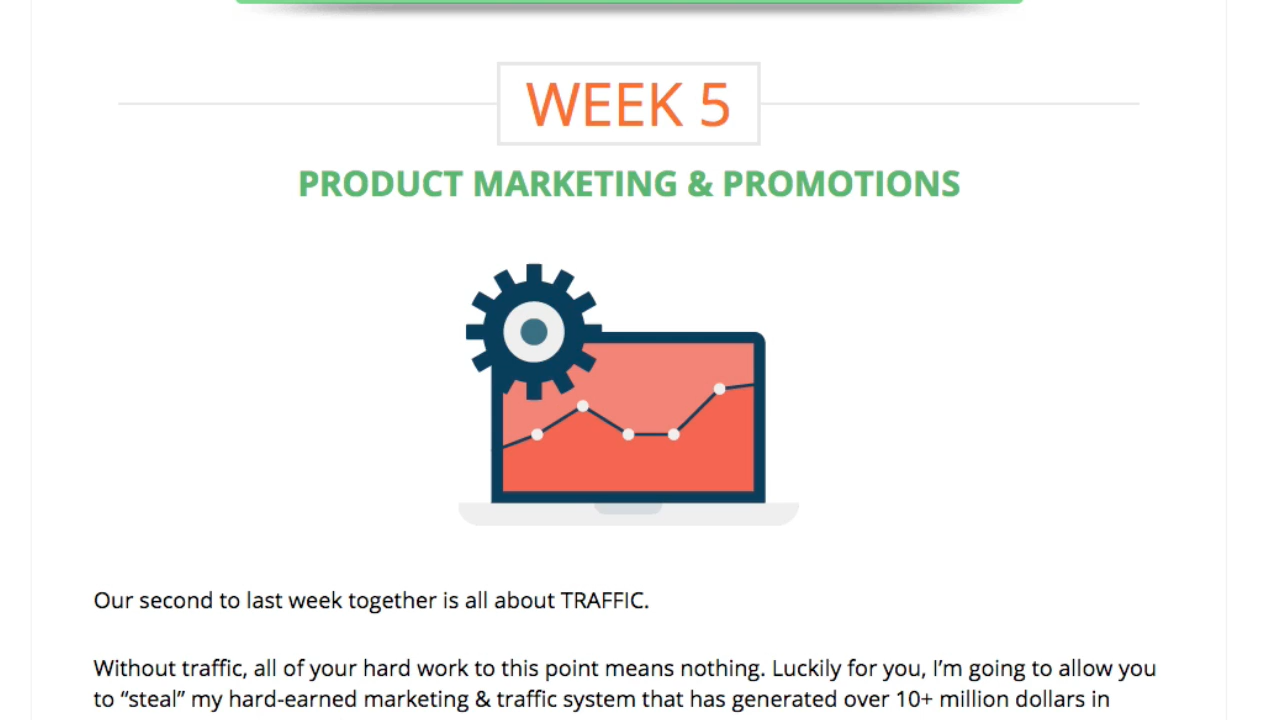 WEEK 5
PRODUCT MARKETING & PROMOTIONS
Our second to last week together is all about TRAFFIC.
Without traffic, all of your hard work to this point means nothing. Luckily for you, I’m going to allow you
to “steal” my hard-earned marketing & traffic system that has generated over 10+ million dollars in